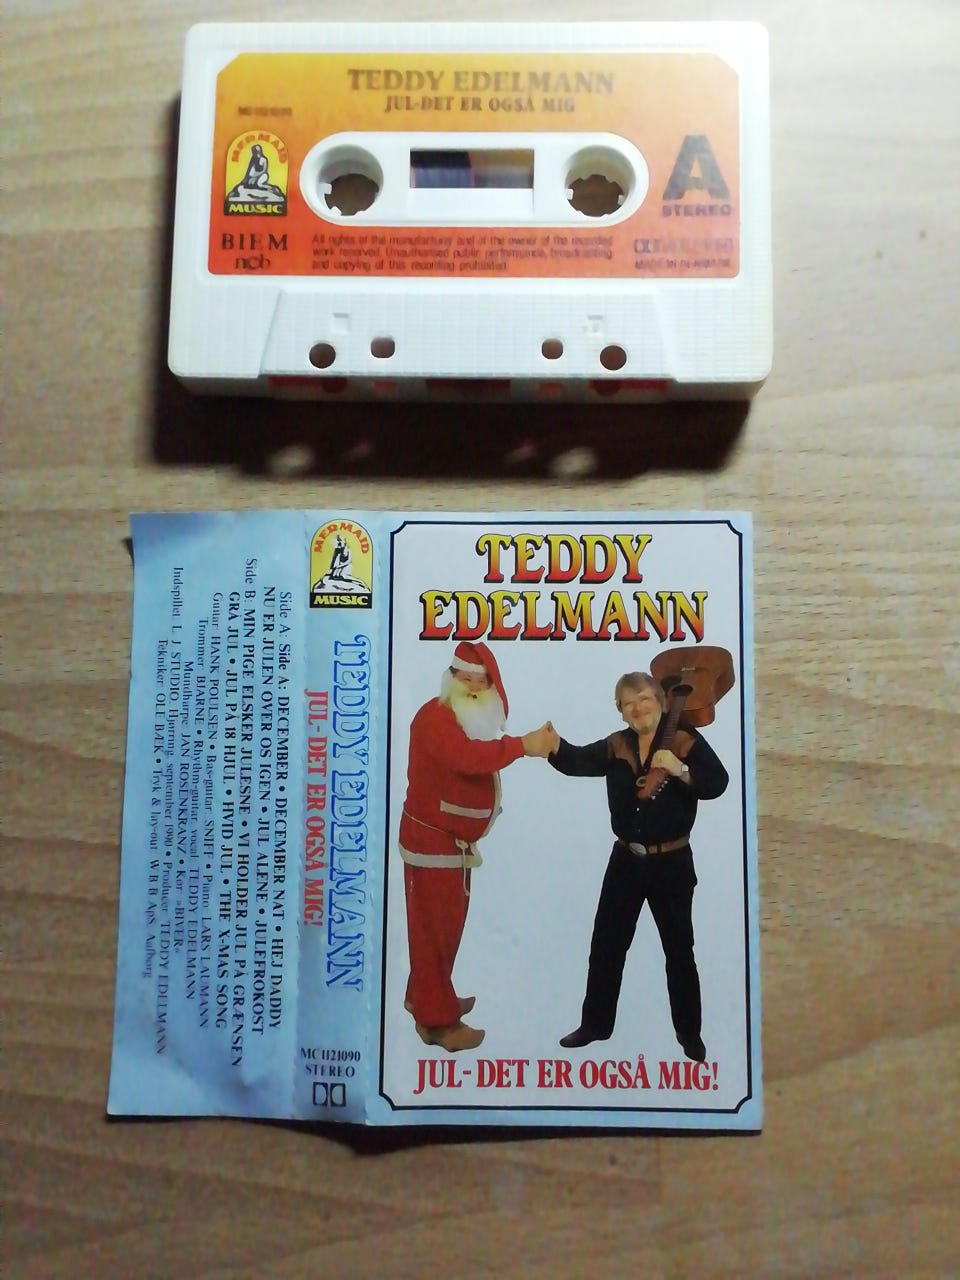 TEDDY EDELMANN
JUL-DET ER OGSÅ MIG
MERMAID
MUSIC
A
STEREO
BIEM
ncb
All rights of the manufacturer and of the owner of the recorded
work reserved. Unauthorised public performance, broadcasting
and copying of this recording prohibited.
MADE IN DENMARK
Side A: Side A: DECEMBER • DECEMBER NAT • HEJ DADDY
NU ER JULEN OVER OS IGEN • JUL ALENE • JULEFROKOST
Side B: MIN PIGE ELSKER JULESNE • VI HOLDER JUL PÅ GRÆNSEN
GRÅ JUL • JUL PÅ 18 HJUL • HVID JUL • THE X-MAS SONG
Guitar: HANK POULSEN • Bas-guitar: SNIFF • Piano: LARS LAUMANN
Trommer: BJARNE • Rhythm-guitar, vocal: TEDDY EDELMANN
Mundharpe: JAN ROSENKRANZ • Kor: »BIVER«
Indspillet: L. J. STUDIO, Hjørring, september 1990 • Producer: TEDDY EDELMANN
Tekniker: OLE BÆK • Tryk & lay-out: WBB ApS, Aalborg
MERMAID
MUSIC
TEDDY EDELMANN
JUL-DET ER OGSÅ MIG!
MC 1121090
STEREO
TEDDY
EDELMANN
JUL-DET ER OGSÅ MIG!